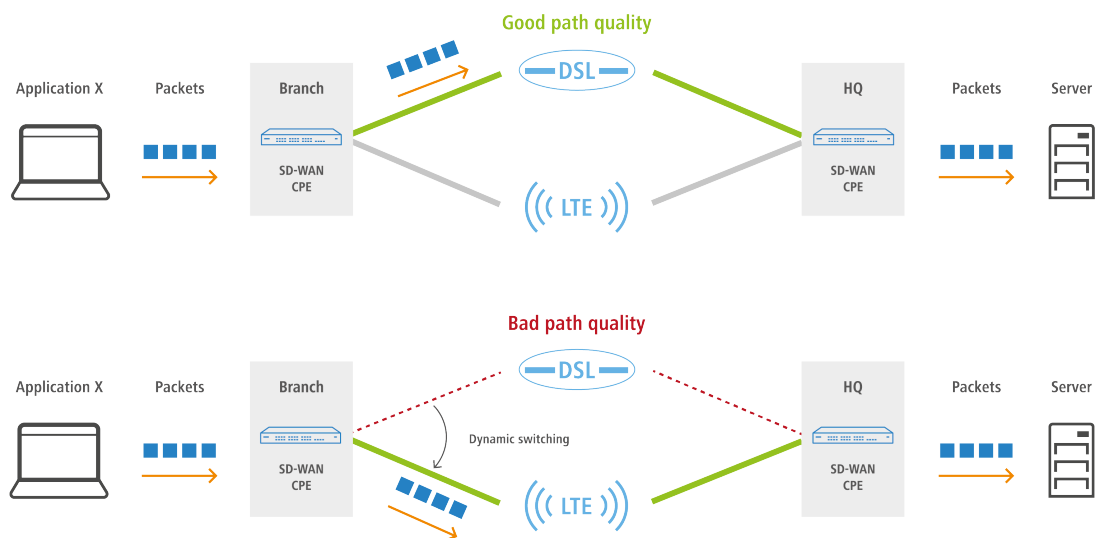 Good path quality
DSL
Application X
Packets
Branch
HQ
Packets
Server
SD-WAN
CPE
SD-WAN
CPE
LTE
Bad path quality
DSL
Application X
Packets
Branch
HQ
Packets
Server
Dynamic switching
SD-WAN
CPE
SD-WAN
CPE
LTE